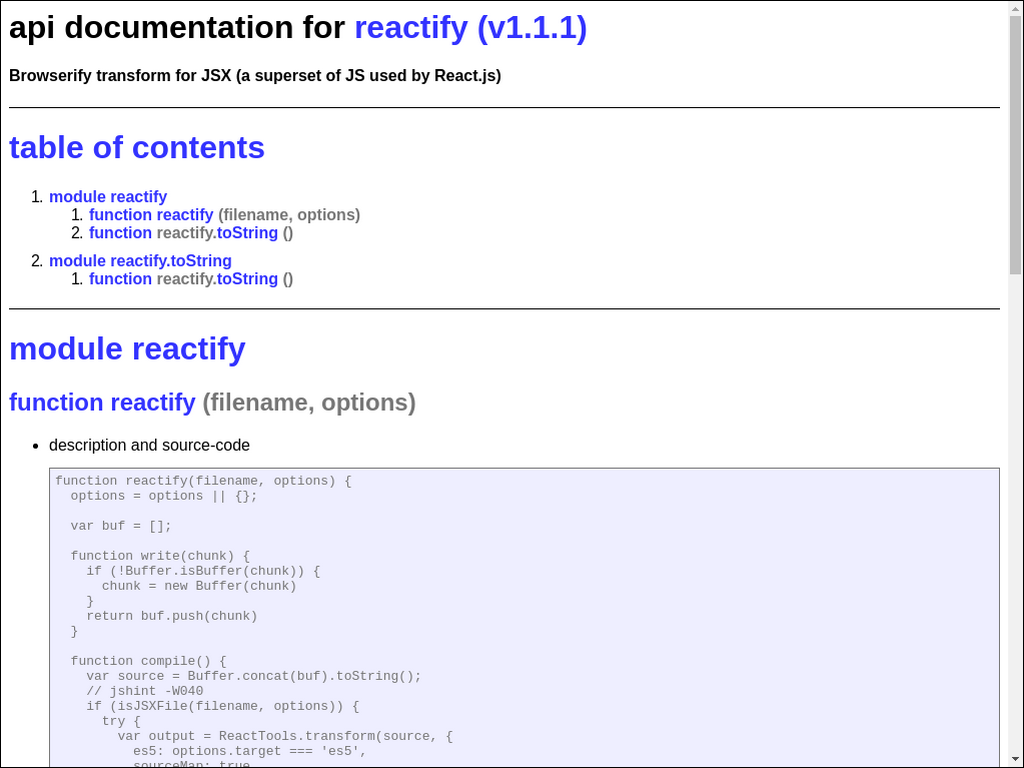 api documentation for reactify (v1.1.1)
Browserify transform for JSX (a superset of JS used by React.js)
table of contents
1. module reactify
1. function reactify (filename, options)
2. function reactify.toString ()
2. module reactify.toString
1. function reactify.toString ()
module reactify
function reactify (filename, options)
• description and source-code
function reactify(filename, options) {
  options = options || {};

  var buf = [];

  function write(chunk) {
    if (!Buffer.isBuffer(chunk)) {
      chunk = new Buffer(chunk)
    }
    return buf.push(chunk)
  }

  function compile() {
    var source = Buffer.concat(buf).toString();
    // jshint -W040
    if (isJSXFile(filename, options)) {
      try {
        var output = ReactTools.transform(source, {
          es5: options.target === 'es5',
          sourceMap: true